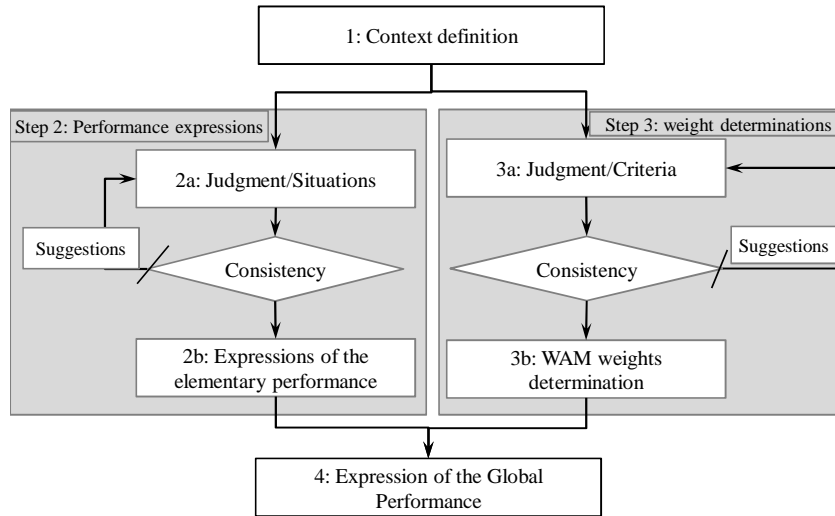 1: Context definition
Step 2: Performance expressions
Step 3: weight determinations
2a: Judgment/Situations
3a: Judgment/Criteria
Suggestions
Consistency
Consistency
Suggestions
2b: Expressions of the
elementary performance
3b: WAM weights
determination
4: Expression of the Global
Performance